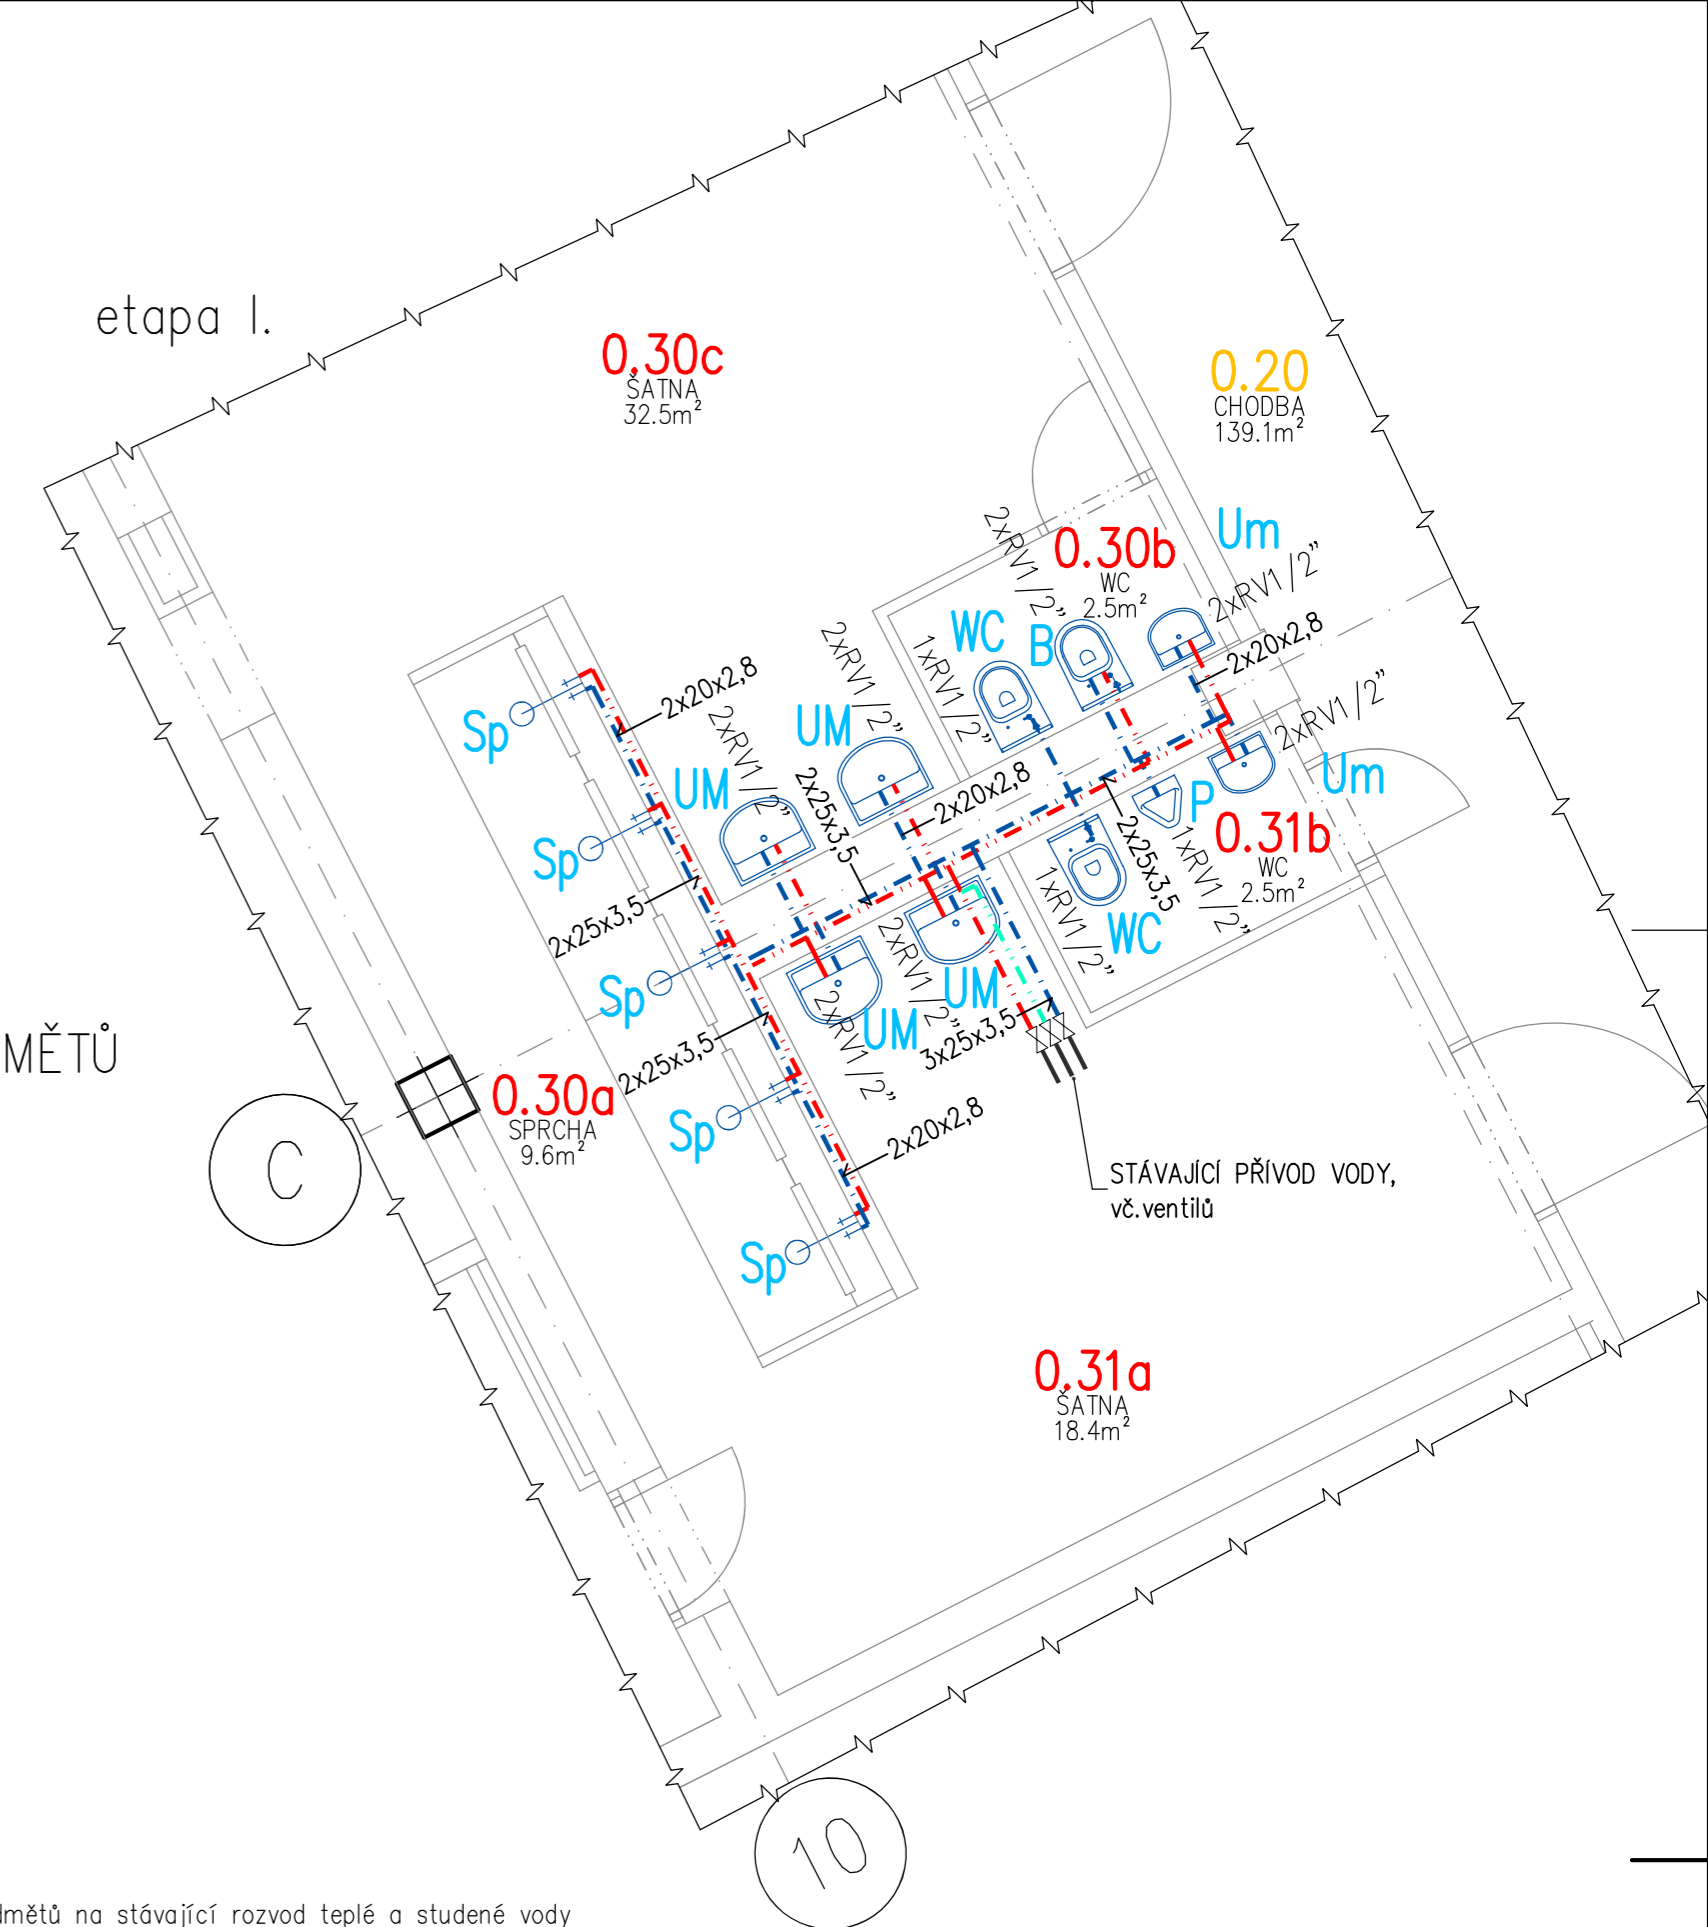 etapa I.
0.30c
ŠATNA
32.5m²
0.20
CHODBA
139.1m²
2xRV1/2"
0.30b
WC
2.5m²
Um
2xRV1/2"
WC
B
1xRV1/2"
2x20x2,8
2xRV1/2"
UM
2x20x2,8
2xRV1/2"
Sp
UM
2x25x3,5
2x20x2,8
2xRV1/2"
Um
P
0.31b
WC
2.5m²
2x25x3,5
1xRV1/2"
1xRV1/2"
WC
Sp
2x25x3,5
2xRV1/2"
UM
Sp
UM
2xRV1/2"
3x25x3,5
MĚTŮ
2x25x3,5
0.30a
SPRCHA
9.6m²
C
Sp
2x20x2,8
STÁVAJÍCÍ PŘÍVOD VODY,
vč.ventilů
Sp
0.31a
ŠATNA
18.4m²
10
dmětů na stávající rozvod teplé a studené vody